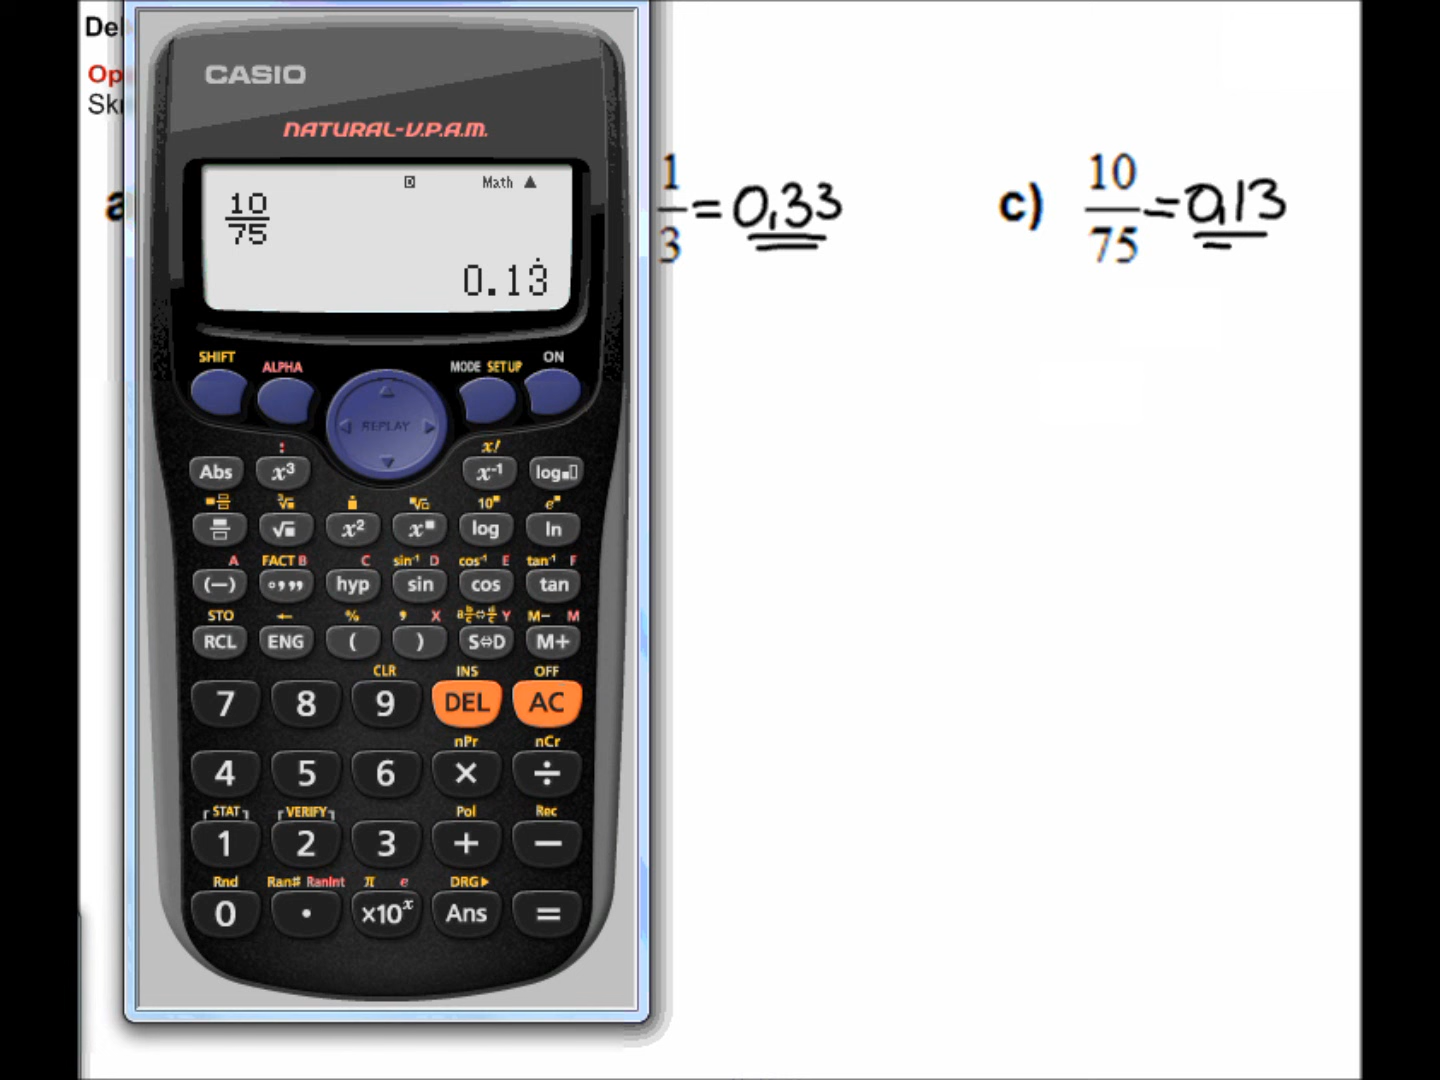 Del
Op
Sk
a
1/3 = 0,33
c) 10/75 = 0,13
CASIO
NATURAL-V.P.A.M.
D Math ▲
10/75
0.13̇
SHIFT ALPHA MODE SETUP ON
REPLAY
: x!
Abs x³ x⁻¹ log▪▯
■▤ ³√■ ▪ ■√□ 10■ e■
√■ x² x■ log ln
A FACT B C sin⁻¹ D cos⁻¹ E tan⁻¹ F
(−) °,,, hyp sin cos tan
STO ← % , X a b/c⇔d/c Y M− M
RCL ENG ( ) S⇔D M+
CLR INS OFF
7 8 9 DEL AC
nPr nCr
4 5 6 × ÷
STAT VERIFY Pol Rec
1 2 3 + −
Rnd Ran# RanInt π e DRG▶
0 . ×10ˣ Ans =